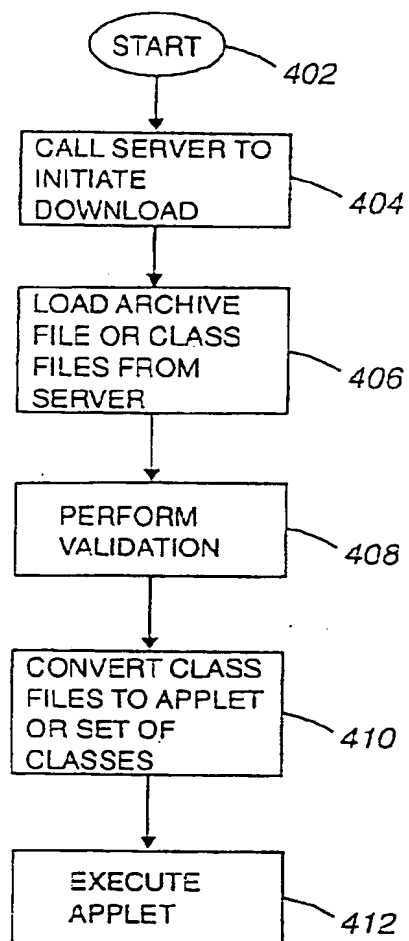 START
402
CALL SERVER TO
INITIATE
DOWNLOAD
404
LOAD ARCHIVE
FILE OR CLASS
FILES FROM
SERVER
406
PERFORM
VALIDATION
408
CONVERT CLASS
FILES TO APPLET
OR SET OF
CLASSES
410
EXECUTE
APPLET
412